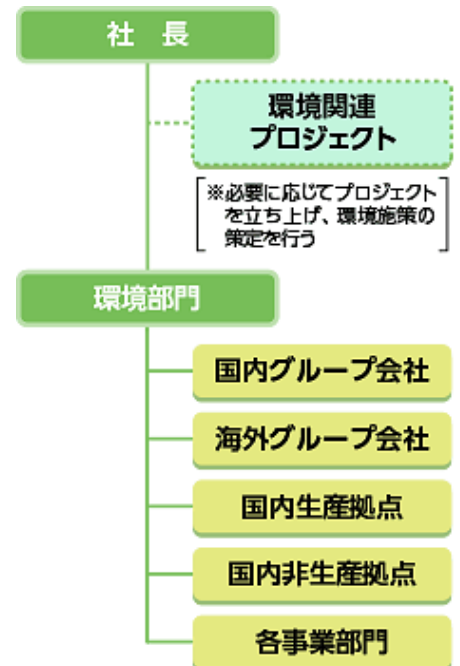 社　長
環境関連
プロジェクト
※必要に応じてプロジェクト
を立ち上げ、環境施策の
策定を行う
環境部門
国内グループ会社
海外グループ会社
国内生産拠点
国内非生産拠点
各事業部門